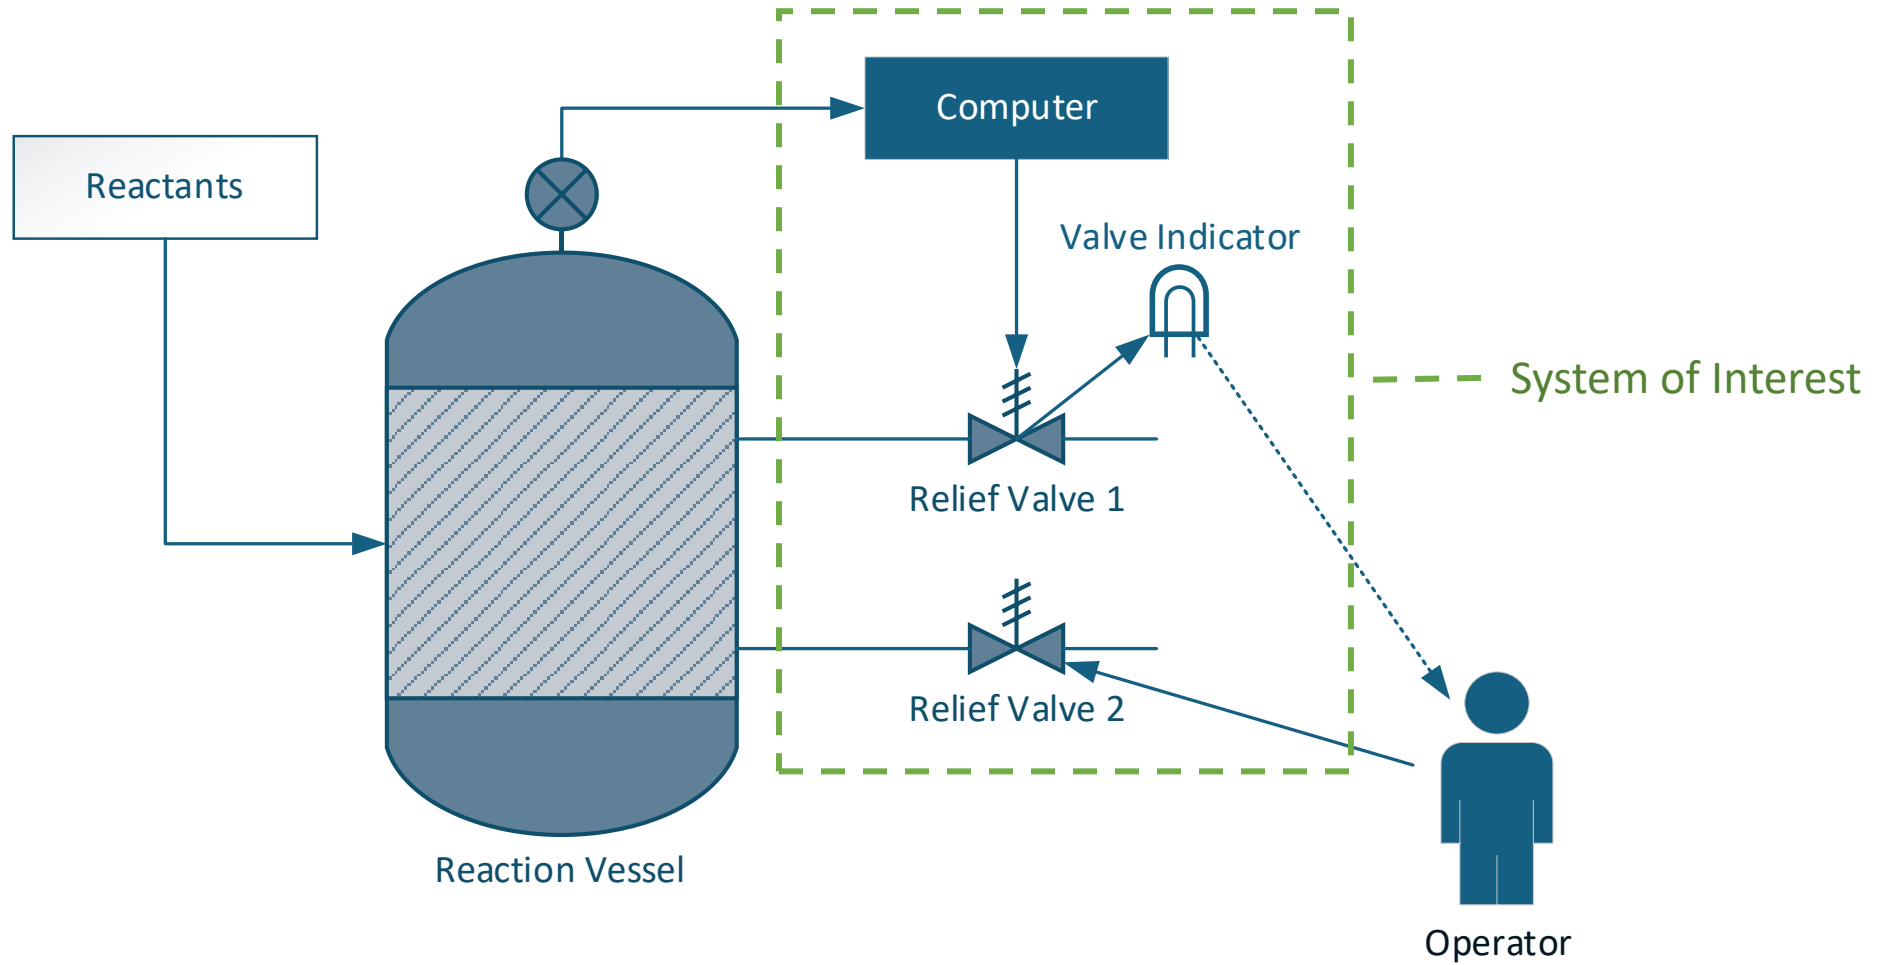 Computer
Reactants
Valve Indicator
System of Interest
Relief Valve 1
Relief Valve 2
Reaction Vessel
Operator